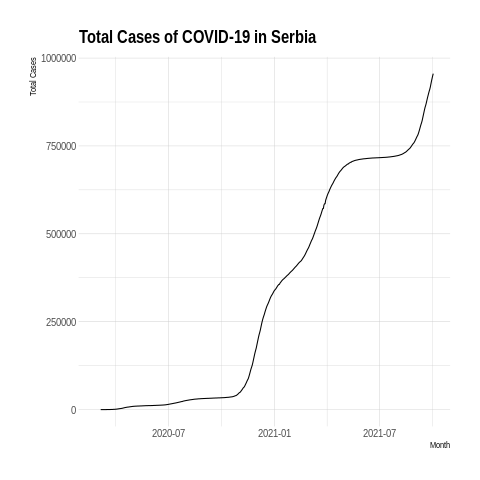 Total Cases of COVID-19 in Serbia
Total Cases
1000000
750000
500000
250000
0
2020-07 2021-01 2021-07
Month